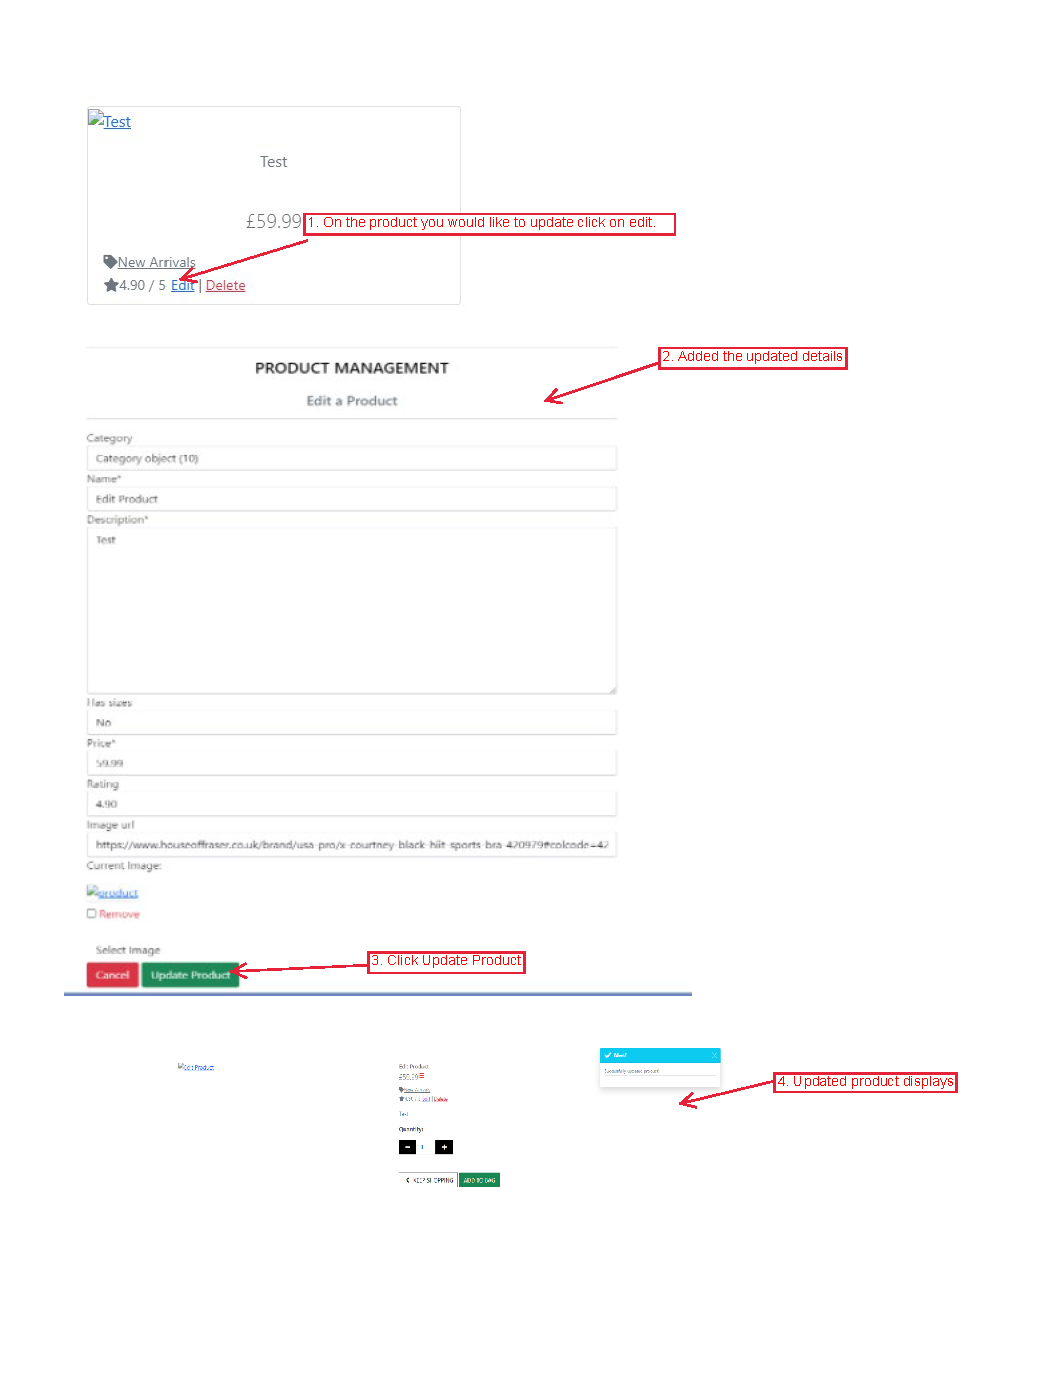 Test
Test
£59.99
1. On the product you would like to update click on edit.
New Arrivals
4.90 / 5 Edit | Delete
PRODUCT MANAGEMENT
2. Added the updated details
Edit a Product
Category
Category object (10)
Name*
Edit Product
Description*
Test
Has sizes
No
Price*
59.99
Rating
4.90
Image url
https://www.houseoffraser.co.uk/brand/usa-pro/x-courtney-black-hiit-sports-bra-420979#colcode=42
Current Image:
product
Remove
Select Image
3. Click Update Product
Cancel Update Product
Edit Product
Edit Product
£59.99
New Arrivals
4.90 / 5 Edit | Delete
Test
Quantity:
- 1 +
KEEP SHOPPING ADD TO BAG
Successfully updated product!
4. Updated product displays